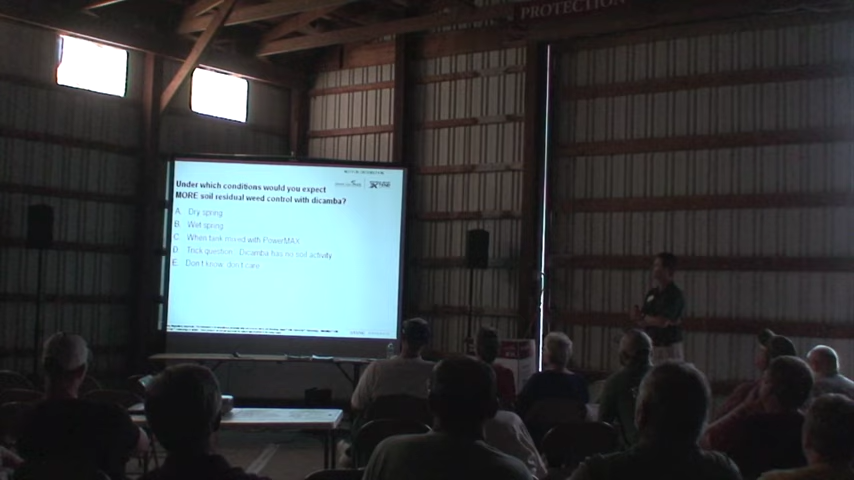 PROTECTION
Under which conditions would you expect
MORE soil residual weed control with dicamba?
A. Dry spring
B. Wet spring
C. When tank mixed with PowerMAX
D. Trick question: Dicamba has no soil activity
E. Don't know, don't care